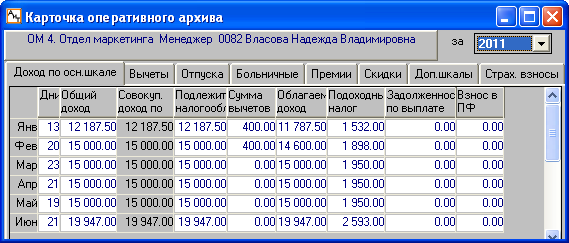 Карточка оперативного архива
ОМ 4. Отдел маркетинга Менеджер 0082 Власова Надежда Владимировна за 2011
Доход по осн.шкале Вычеты Отпуска Больничные Премии Скидки Доп.шкалы Страх. взносы
Дни Общий Совокуп. Подлежит Сумма Облагаем Подоходнь Задолженнос Взнос в
доход доход по налогообл. вычетов доход налог по выплате ПФ
Янв 13 12 187.50 12 187.50 12 187.50 400.00 11 787.50 1 532.00 0.00 0.00
Фев 20 15 000.00 15 000.00 15 000.00 400.00 14 600.00 1 898.00 0.00 0.00
Мар 23 15 000.00 15 000.00 15 000.00 0.00 15 000.00 1 950.00 0.00 0.00
Апр 21 15 000.00 15 000.00 15 000.00 0.00 15 000.00 1 950.00 0.00 0.00
Май 19 15 000.00 15 000.00 15 000.00 0.00 15 000.00 1 950.00 0.00 0.00
Июн 21 19 947.00 19 947.00 19 947.00 0.00 19 947.00 2 593.00 0.00 0.00